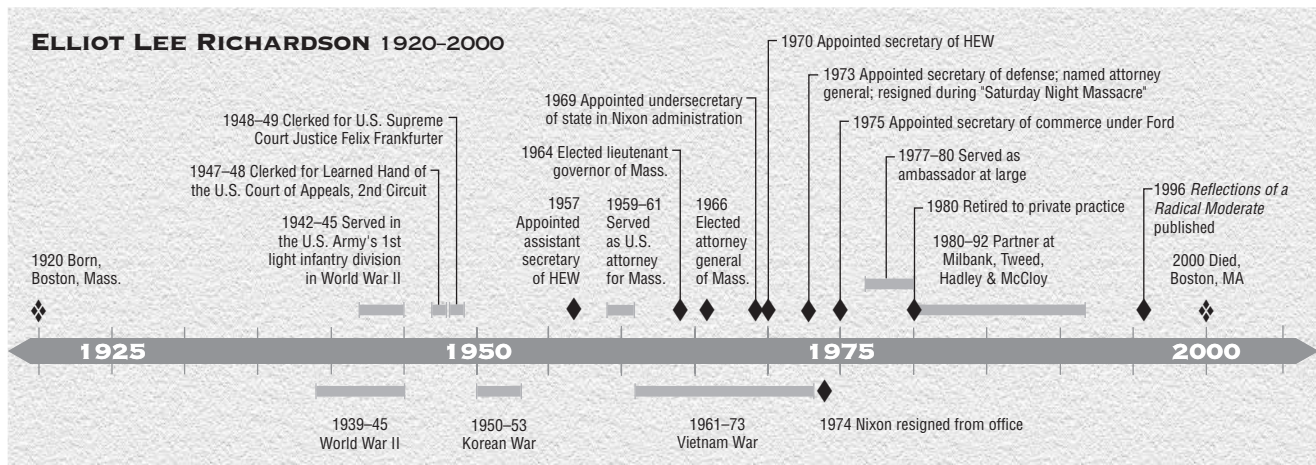 ELLIOT LEE RICHARDSON 1920–2000
1920 Born,
Boston, Mass.
1942–45 Served in
the U.S. Army's 1st
light infantry division
in World War II
1947–48 Clerked for Learned Hand of
the U.S. Court of Appeals, 2nd Circuit
1948–49 Clerked for U.S. Supreme
Court Justice Felix Frankfurter
1957
Appointed
assistant
secretary
of HEW
1959–61
Served
as U.S.
attorney
for Mass.
1964 Elected lieutenant
governor of Mass.
1966
Elected
attorney
general
of Mass.
1969 Appointed undersecretary
of state in Nixon administration
1970 Appointed secretary of HEW
1973 Appointed secretary of defense; named attorney
general; resigned during "Saturday Night Massacre"
1975 Appointed secretary of commerce under Ford
1977–80 Served as
ambassador at large
1980 Retired to private practice
1980–92 Partner at
Milbank, Tweed,
Hadley & McCloy
1996 Reflections of a
Radical Moderate
published
2000 Died,
Boston, MA
1925
1950
1975
2000
1939–45
World War II
1950–53
Korean War
1961–73
Vietnam War
1974 Nixon resigned from office